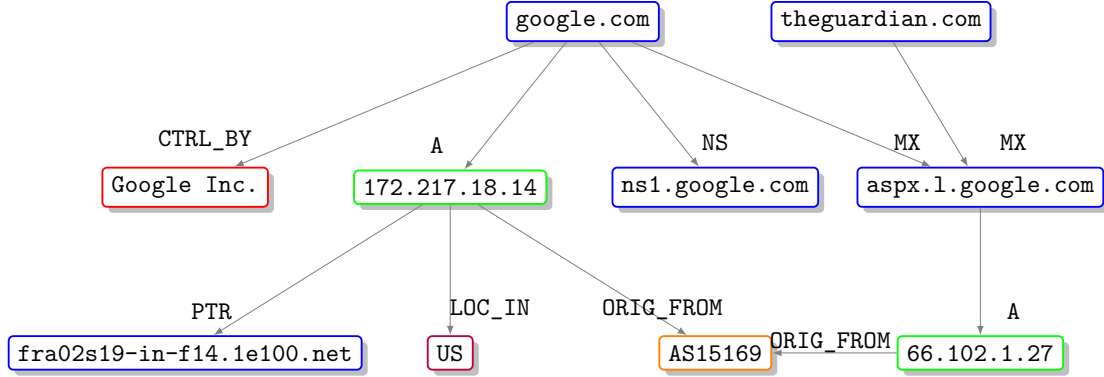 google.com
theguardian.com
CTRL_BY
A
NS
MX
MX
Google Inc.
172.217.18.14
ns1.google.com
aspx.l.google.com
PTR
LOC_IN
ORIG_FROM
A
fra02s19-in-f14.1e100.net
US
AS15169
ORIG_FROM
66.102.1.27